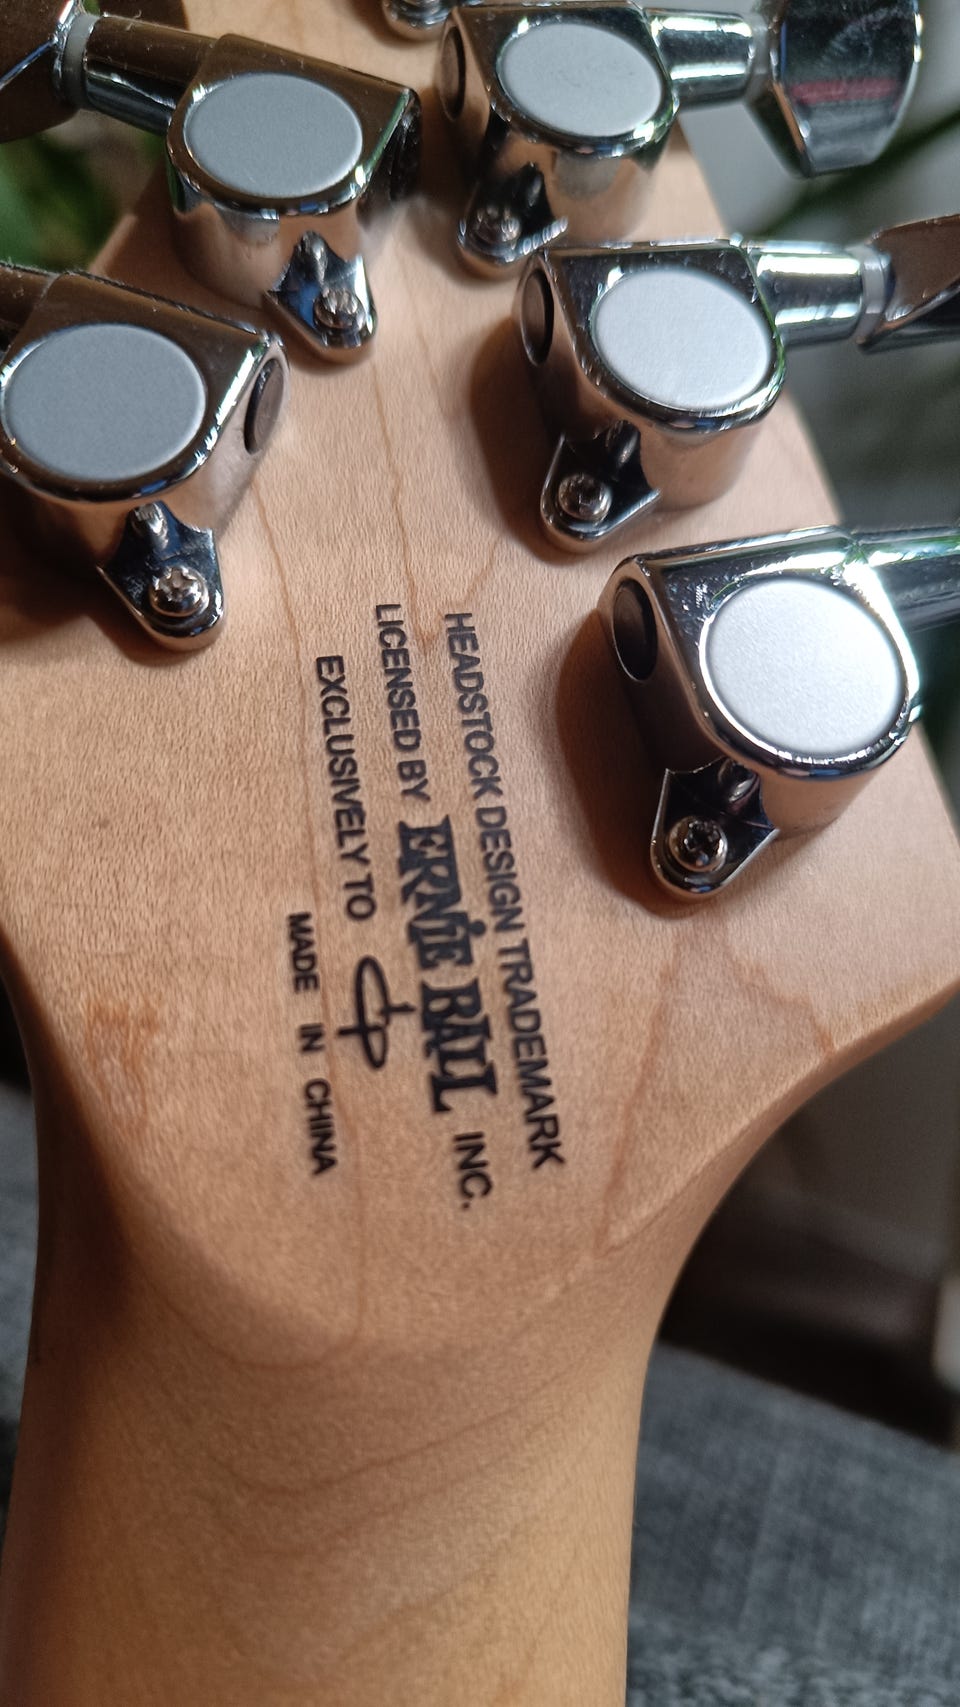 HEADSTOCK DESIGN TRADEMARK
LICENSED BY ERNIE BALL INC.
EXCLUSIVELY TO
MADE IN CHINA